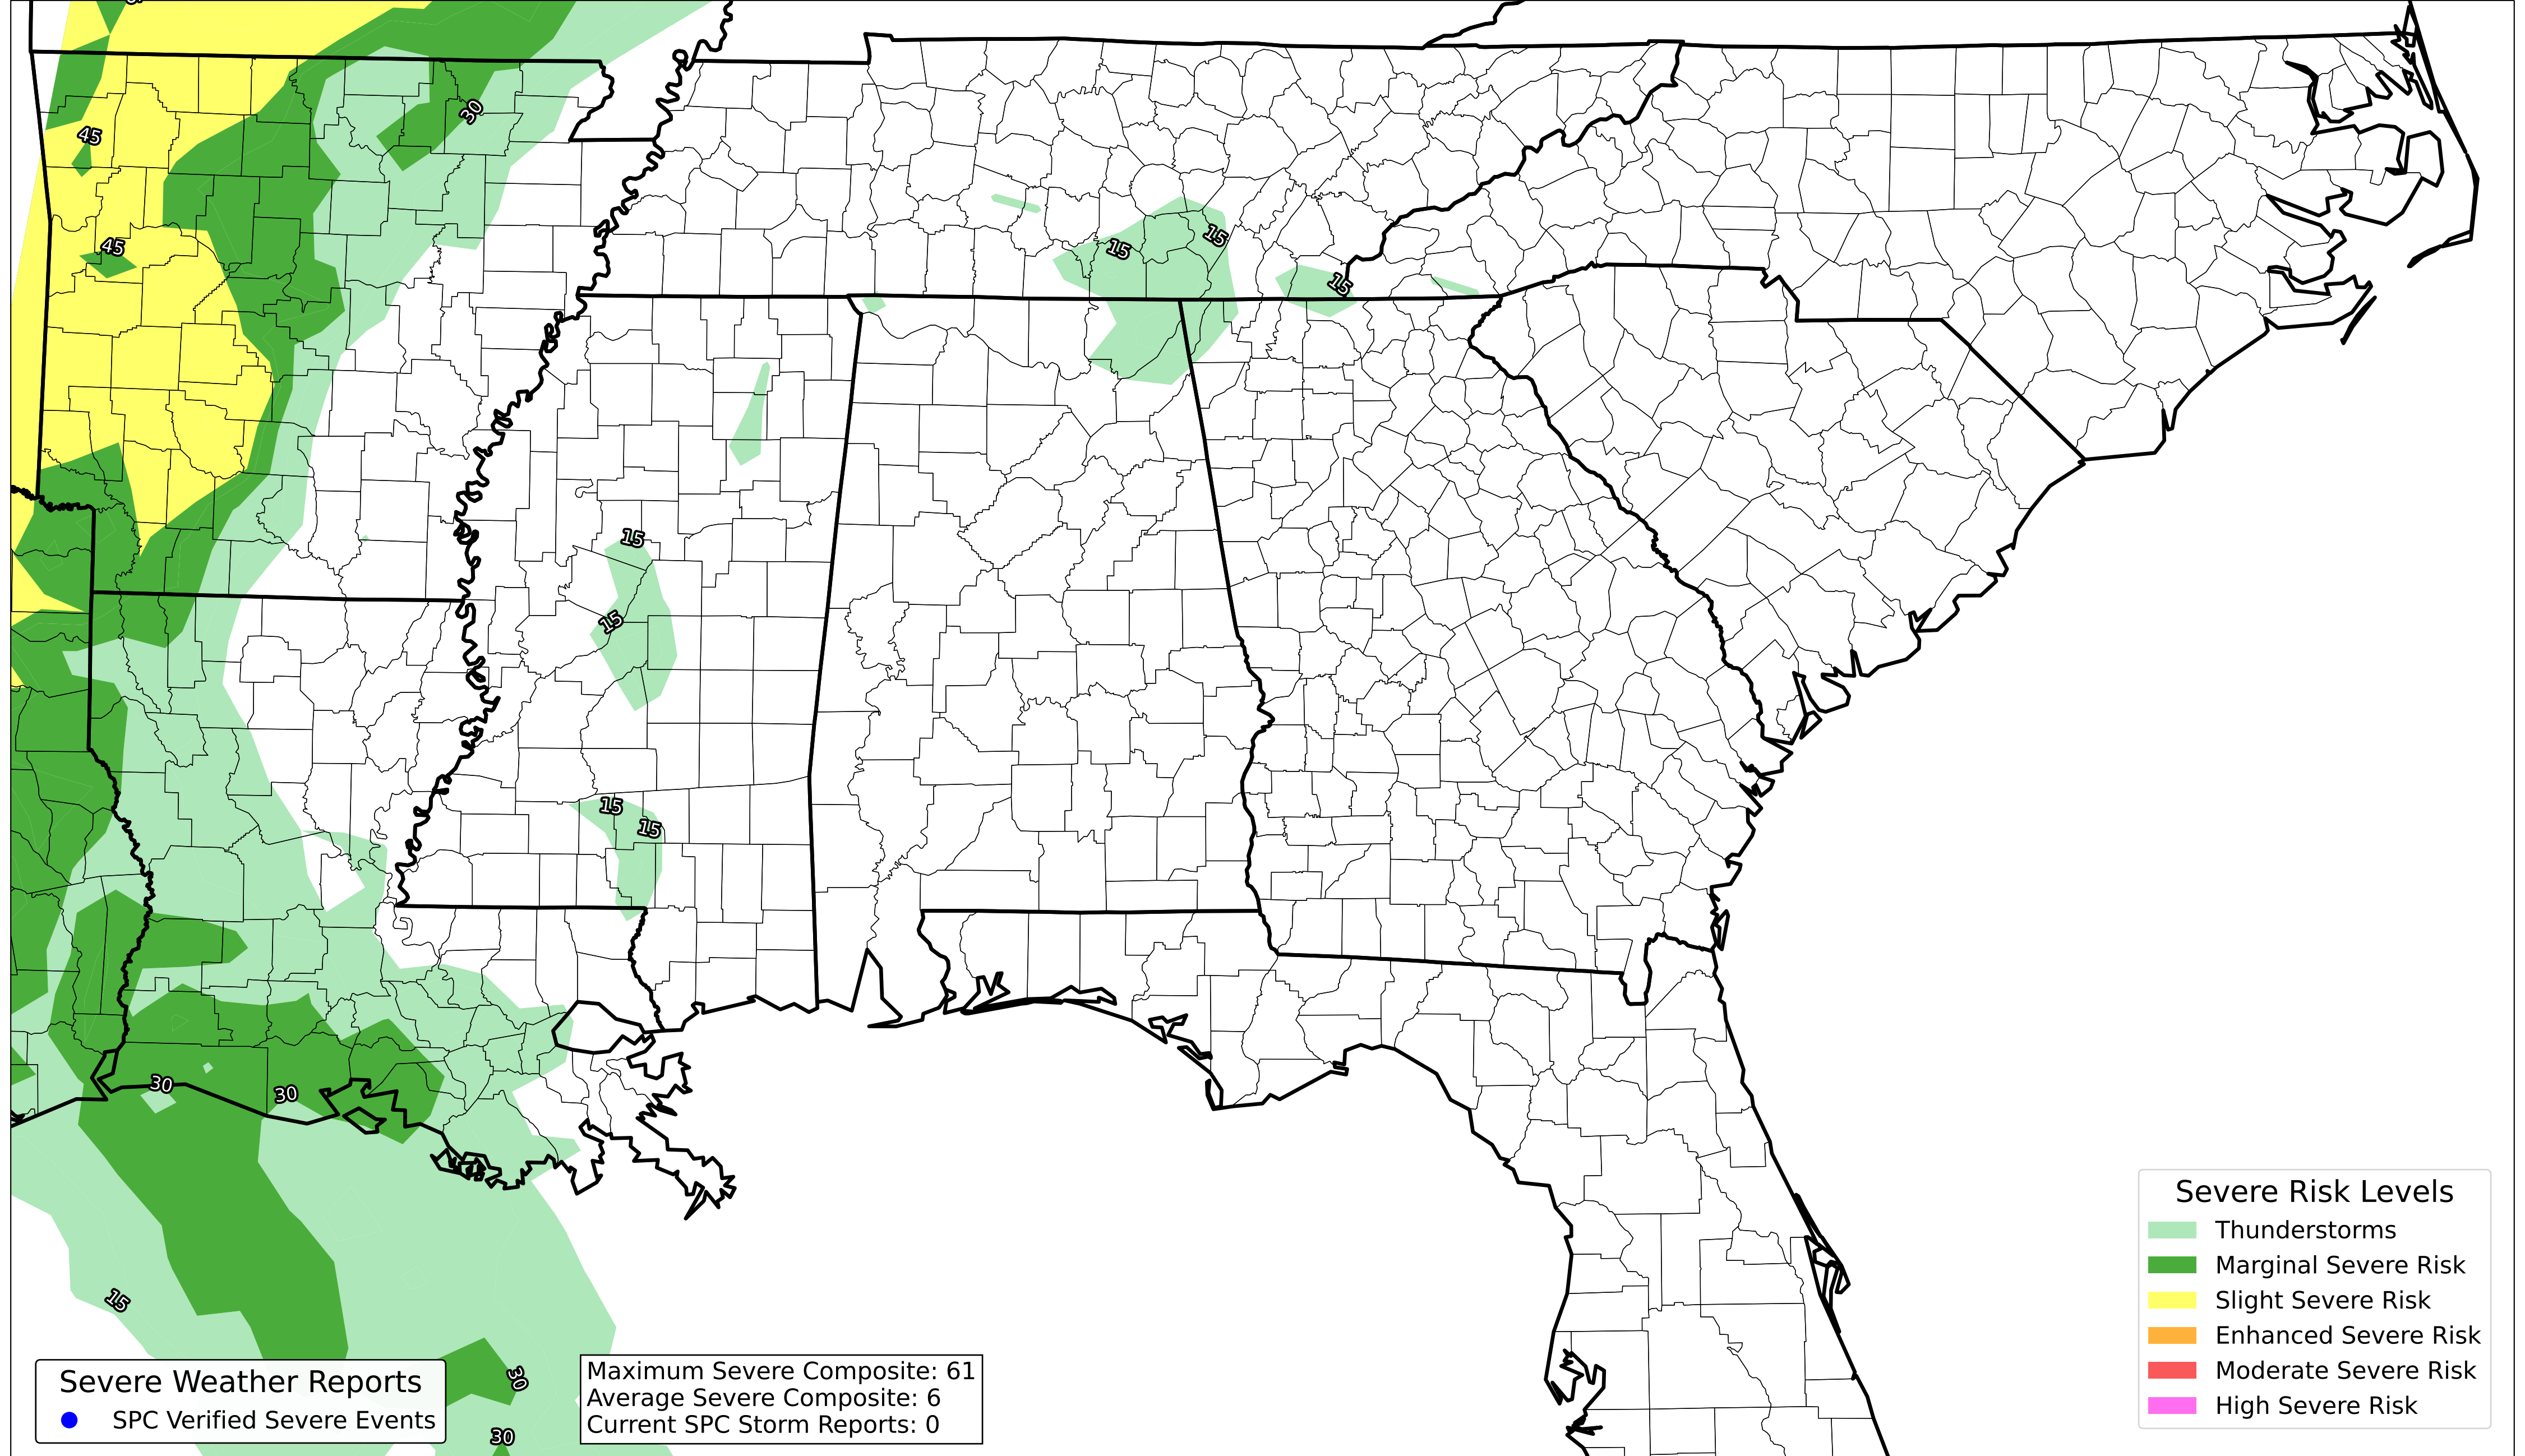 30
45
45
15
15
15
15
15
15
15
30
30
15
30
30
Severe Weather Reports
SPC Verified Severe Events
Maximum Severe Composite: 61
Average Severe Composite: 6
Current SPC Storm Reports: 0
Severe Risk Levels
Thunderstorms
Marginal Severe Risk
Slight Severe Risk
Enhanced Severe Risk
Moderate Severe Risk
High Severe Risk